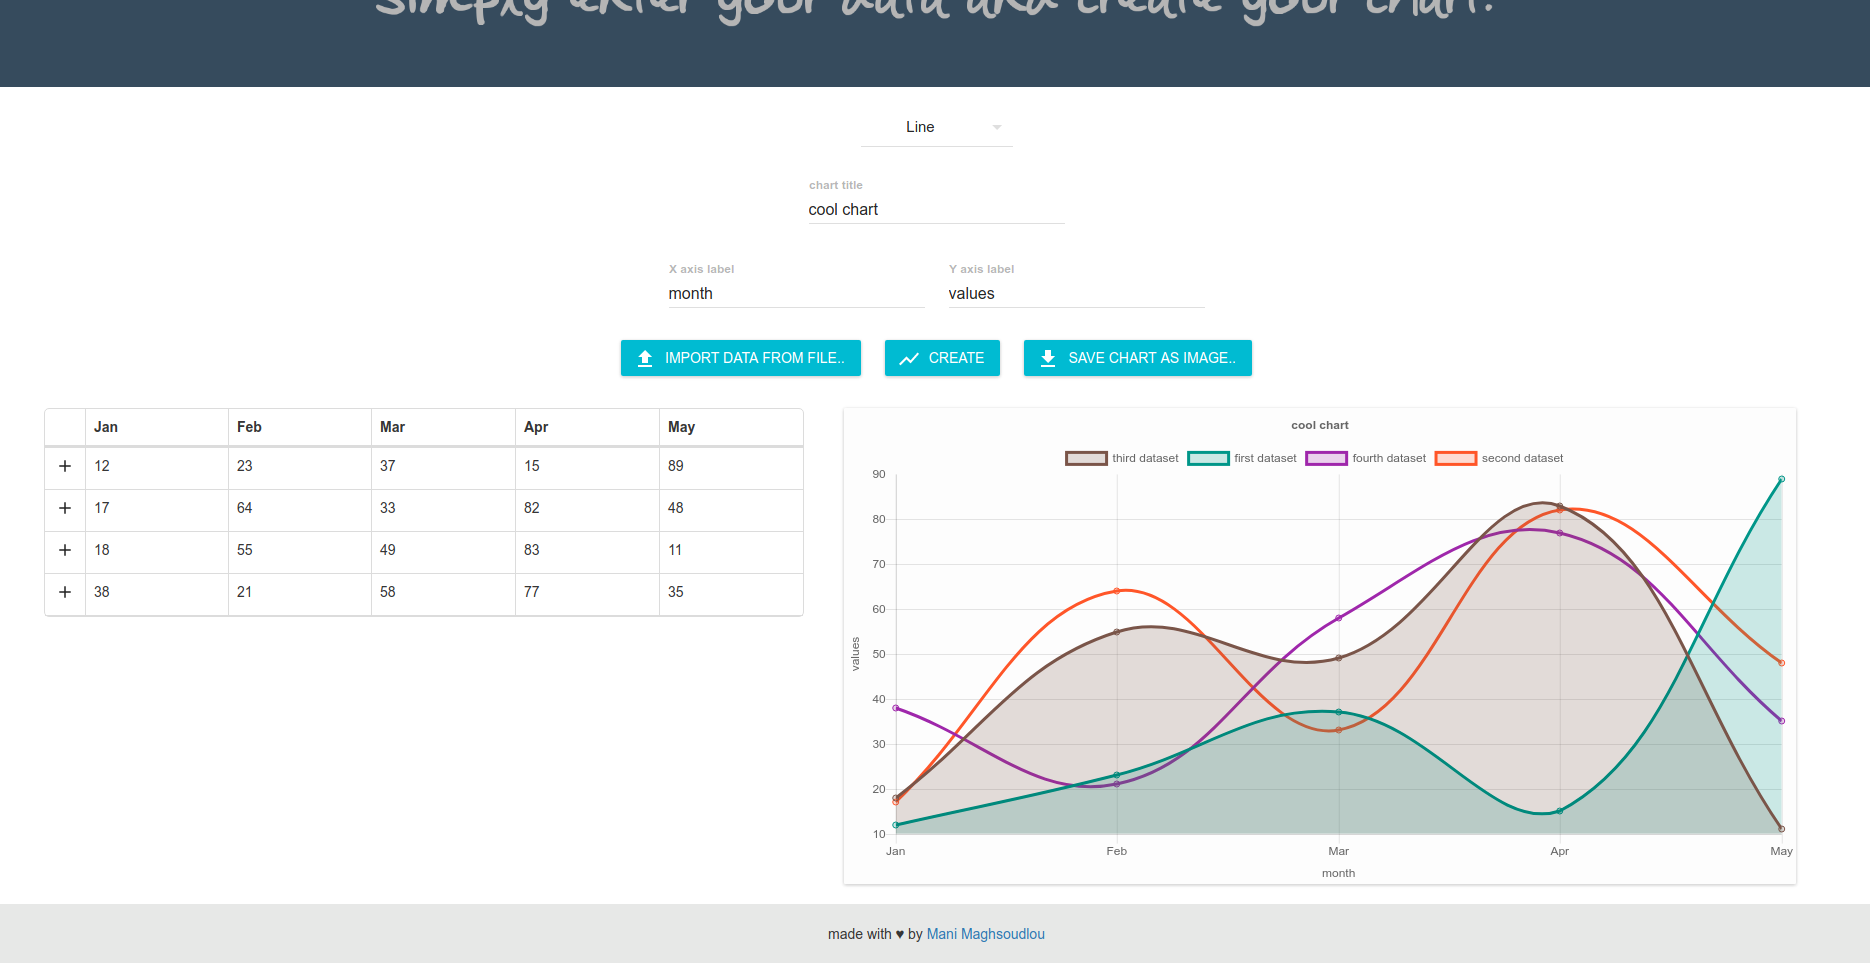 simply enter your data and create your chart!
Line
chart title
cool chart
X axis label Y axis label
month values
IMPORT DATA FROM FILE.. CREATE SAVE CHART AS IMAGE..
Jan Feb Mar Apr May
12 23 37 15 89
17 64 33 82 48
18 55 49 83 11
38 21 58 77 35
cool chart
third dataset first dataset fourth dataset second dataset
90
80
70
60
50
40
30
20
10
values
Jan Feb Mar Apr May
month
made with ♥ by Mani Maghsoudlou